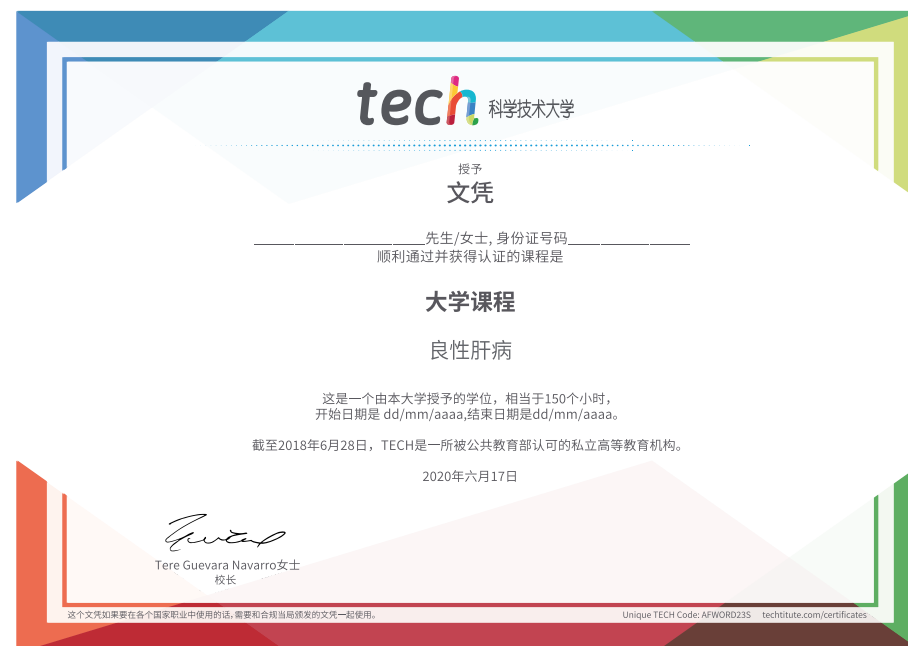 tech 科学技术大学
授予
文凭
_____________________先生/女士, 身份证号码_______________
顺利通过并获得认证的课程是
大学课程
良性肝病
这是一个由本大学授予的学位，相当于150个小时，
开始日期是 dd/mm/aaaa,结束日期是dd/mm/aaaa。
截至2018年6月28日，TECH是一所被公共教育部认可的私立高等教育机构。
2020年六月17日
Tere Guevara Navarro女士
校长
这个文凭如果要在各个国家职业中使用的话,需要和合规当局颁发的文凭一起使用。
Unique TECH Code: AFWORD23S techtitute.com/certificates